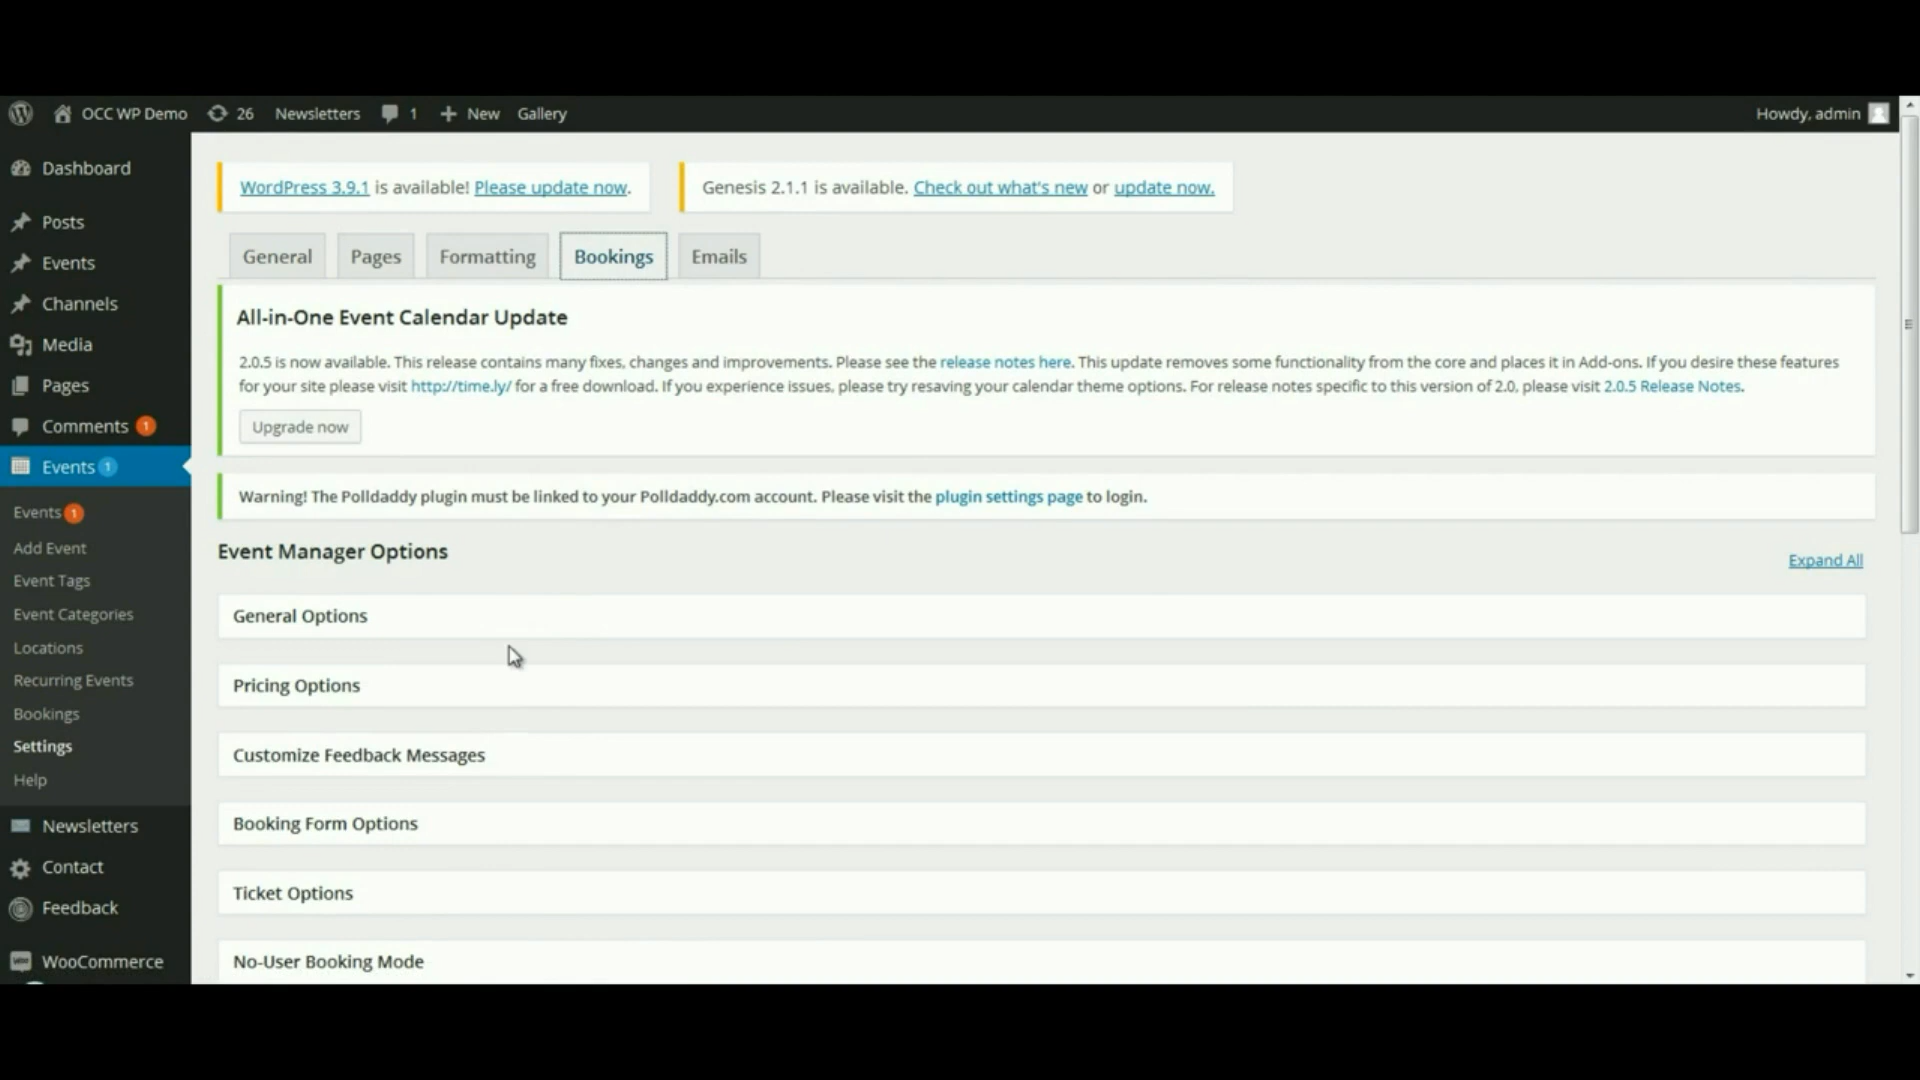 OCC WP Demo 26 Newsletters 1 New Gallery Howdy, admin
Dashboard
Posts
Events
Channels
Media
Pages
Comments 1
Events 1
Events 1
Add Event
Event Tags
Event Categories
Locations
Recurring Events
Bookings
Settings
Help
Newsletters
Contact
Feedback
WooCommerce
WordPress 3.9.1 is available! Please update now.
Genesis 2.1.1 is available. Check out what's new or update now.
General Pages Formatting Bookings Emails
All-in-One Event Calendar Update
2.0.5 is now available. This release contains many fixes, changes and improvements. Please see the release notes here. This update removes some functionality from the core and places it in Add-ons. If you desire these features
for your site please visit http://time.ly/ for a free download. If you experience issues, please try resaving your calendar theme options. For release notes specific to this version of 2.0, please visit 2.0.5 Release Notes.
Upgrade now
Warning! The Polldaddy plugin must be linked to your Polldaddy.com account. Please visit the plugin settings page to login.
Event Manager Options
Expand All
General Options
Pricing Options
Customize Feedback Messages
Booking Form Options
Ticket Options
No-User Booking Mode